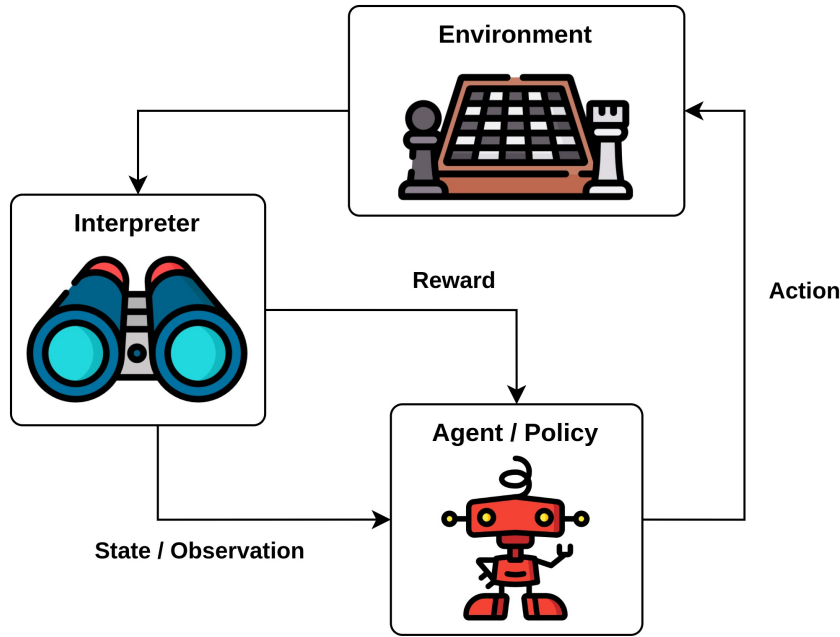 Environment
Interpreter
Reward
Action
Agent / Policy
State / Observation